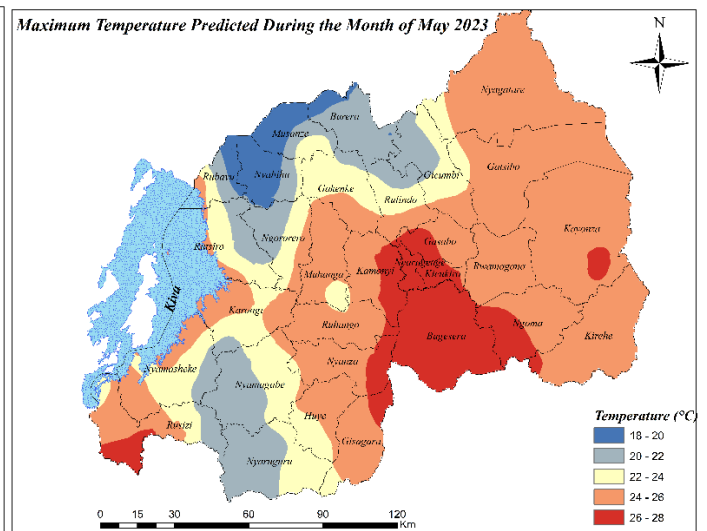 Maximum Temperature Predicted During the Month of May 2023
N
Nyagatare
Burera
Musanze
Gatsibo
Rubavu
Nyabihu
Gicumbi
Gakenke
Rulindo
Kayonza
Ngororero
Rutsiro
Gasabo
Muhanga
Kamonyi
Nyarugenge
Kicukiro
Rwamagana
Kivu
Karongi
Ruhango
Bugesera
Ngoma
Kirehe
Nyanza
Nyamasheke
Nyamagabe
Huye
Rusizi
Gisagara
Nyaruguru
Temperature (°C)
18 - 20
20 - 22
22 - 24
24 - 26
26 - 28
0 15 30 60 90 120
Km